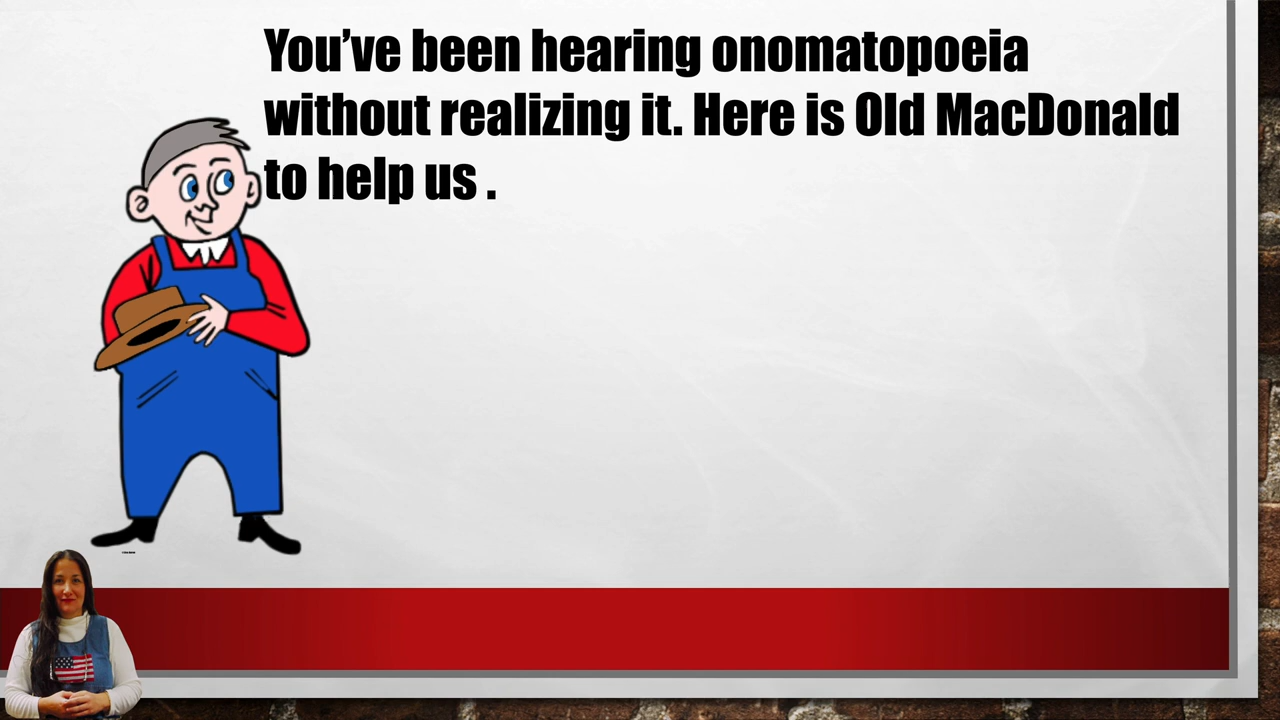 You’ve been hearing onomatopoeia
without realizing it. Here is Old MacDonald
to help us .